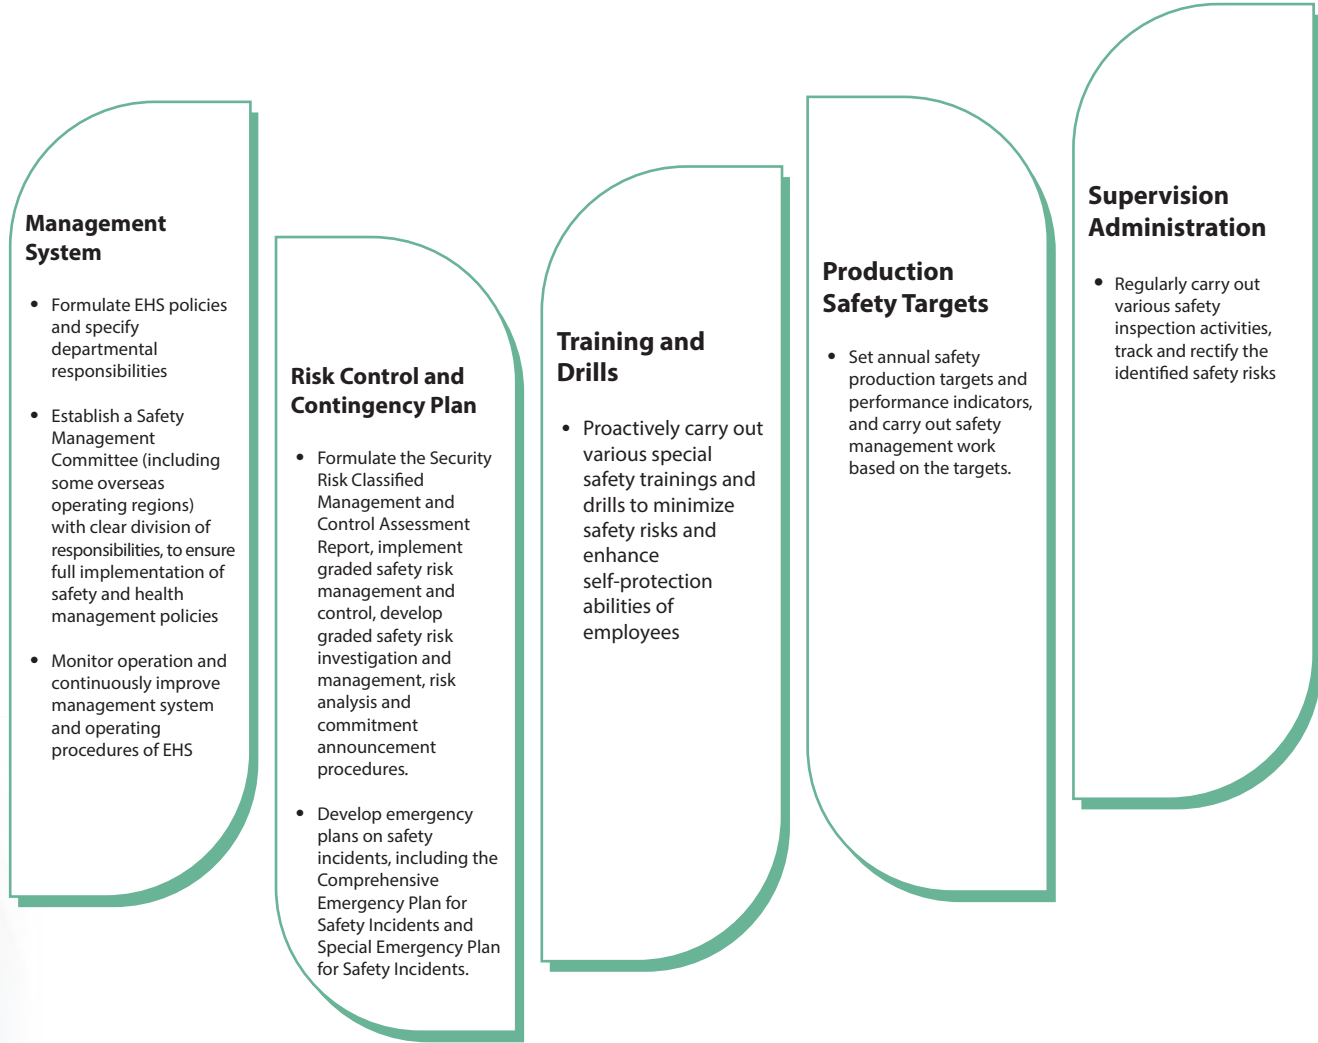 Management
System
• Formulate EHS policies
and specify
departmental
responsibilities
• Establish a Safety
Management
Committee (including
some overseas
operating regions)
with clear division of
responsibilities, to ensure
full implementation of
safety and health
management policies
• Monitor operation and
continuously improve
management system
and operating
procedures of EHS
Risk Control and
Contingency Plan
• Formulate the Security
Risk Classified
Management and
Control Assessment
Report, implement
graded safety risk
management and
control, develop
graded safety risk
investigation and
management, risk
analysis and
commitment
announcement
procedures.
• Develop emergency
plans on safety
incidents, including the
Comprehensive
Emergency Plan for
Safety Incidents and
Special Emergency Plan
for Safety Incidents.
Training and
Drills
• Proactively carry out
various special
safety trainings and
drills to minimize
safety risks and
enhance
self-protection
abilities of
employees
Production
Safety Targets
• Set annual safety
production targets and
performance indicators,
and carry out safety
management work
based on the targets.
Supervision
Administration
• Regularly carry out
various safety
inspection activities,
track and rectify the
identified safety risks